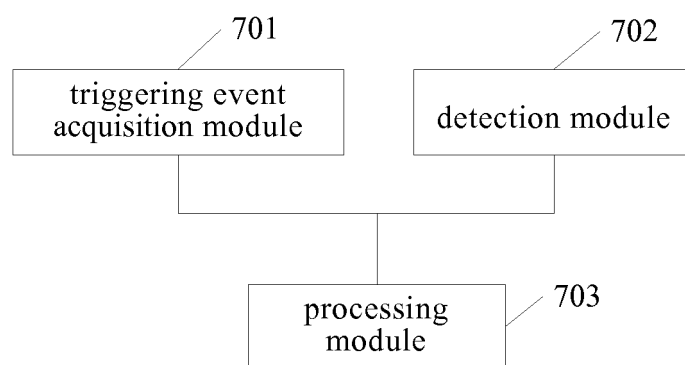 701
702
triggering event
acquisition module
detection module
processing
module
703